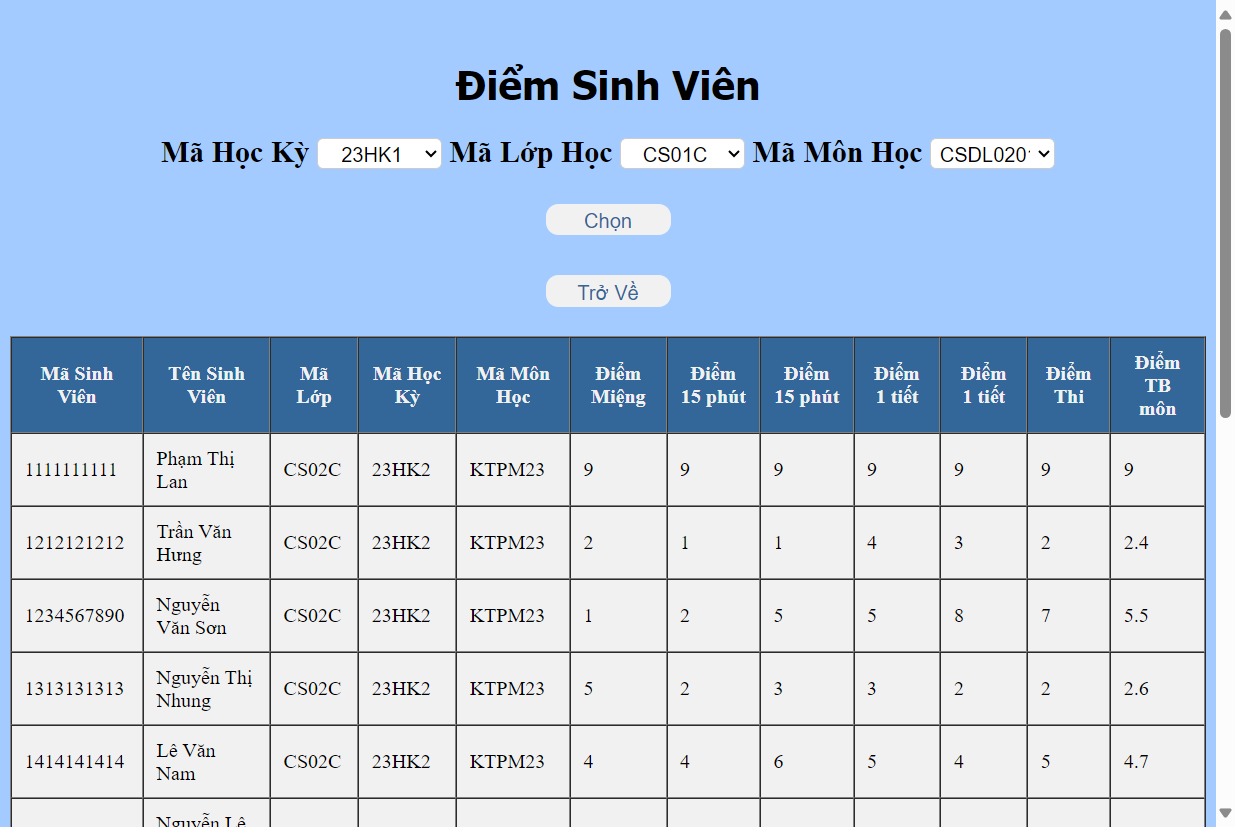 Điểm Sinh Viên
Mã Học Kỳ 23HK1 Mã Lớp Học CS01C Mã Môn Học CSDL020
Chọn
Trở Về
Mã Sinh Viên Tên Sinh Viên Mã Lớp Mã Học Kỳ Mã Môn Học Điểm Miệng Điểm 15 phút Điểm 15 phút Điểm 1 tiết Điểm 1 tiết Điểm Thi Điểm TB môn
1111111111 Phạm Thị Lan CS02C 23HK2 KTPM23 9 9 9 9 9 9 9
1212121212 Trần Văn Hưng CS02C 23HK2 KTPM23 2 1 1 4 3 2 2.4
1234567890 Nguyễn Văn Sơn CS02C 23HK2 KTPM23 1 2 5 5 8 7 5.5
1313131313 Nguyễn Thị Nhung CS02C 23HK2 KTPM23 5 2 3 3 2 2 2.6
1414141414 Lê Văn Nam CS02C 23HK2 KTPM23 4 4 6 5 4 5 4.7
Nguyễn Lê